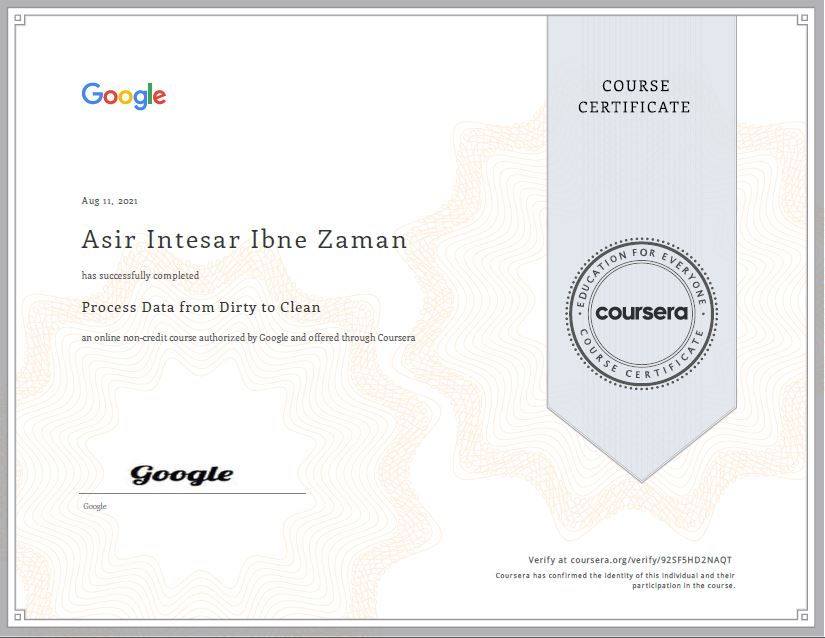 Google
COURSE
CERTIFICATE
Aug 11, 2021
Asir Intesar Ibne Zaman
has successfully completed
Process Data from Dirty to Clean
an online non-credit course authorized by Google and offered through Coursera
EDUCATION FOR EVERYONE
coursera
COURSE CERTIFICATE
Google
Google
Verify at coursera.org/verify/92SF5HD2NAQT
Coursera has confirmed the identity of this individual and their
participation in the course.